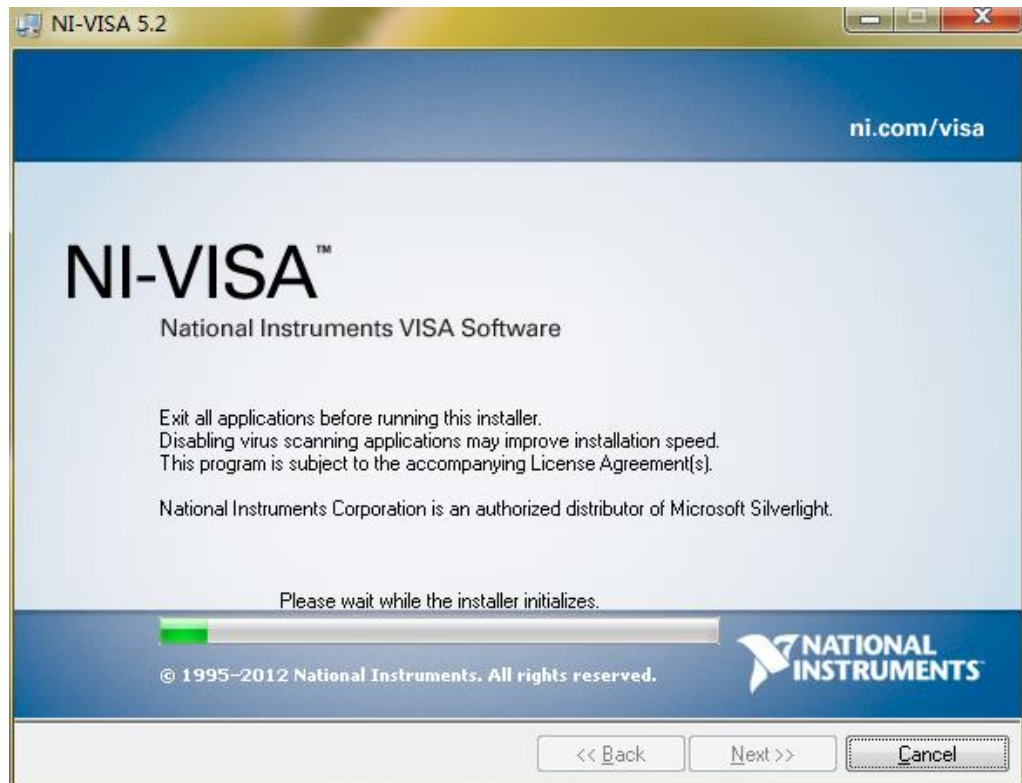 NI-VISA 5.2
ni.com/visa
NI-VISA™
National Instruments VISA Software
Exit all applications before running this installer.
Disabling virus scanning applications may improve installation speed.
This program is subject to the accompanying License Agreement(s).
National Instruments Corporation is an authorized distributor of Microsoft Silverlight.
Please wait while the installer initializes.
© 1995–2012 National Instruments. All rights reserved.
NATIONAL
INSTRUMENTS
<< Back
Next >>
Cancel